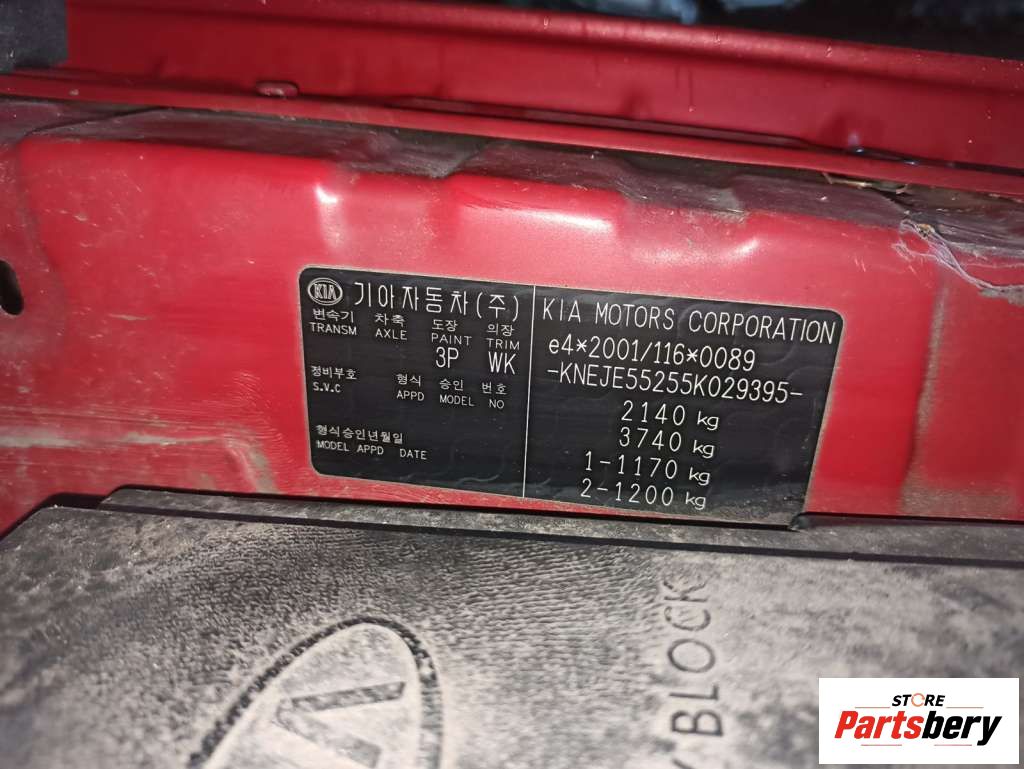 KIA 기아자동차(주)
변속기 차축 도장 의장
TRANSM AXLE PAINT TRIM
3P WK
정비부호 형식 승인 번호
S.V.C APPD MODEL NO
형식승인년월일
MODEL APPD DATE
KIA MOTORS CORPORATION
e4*2001/116*0089
-KNEJE55255K029395-
2140 kg
3740 kg
1-1170 kg
2-1200 kg
BLOCK
STORE
Partsbery